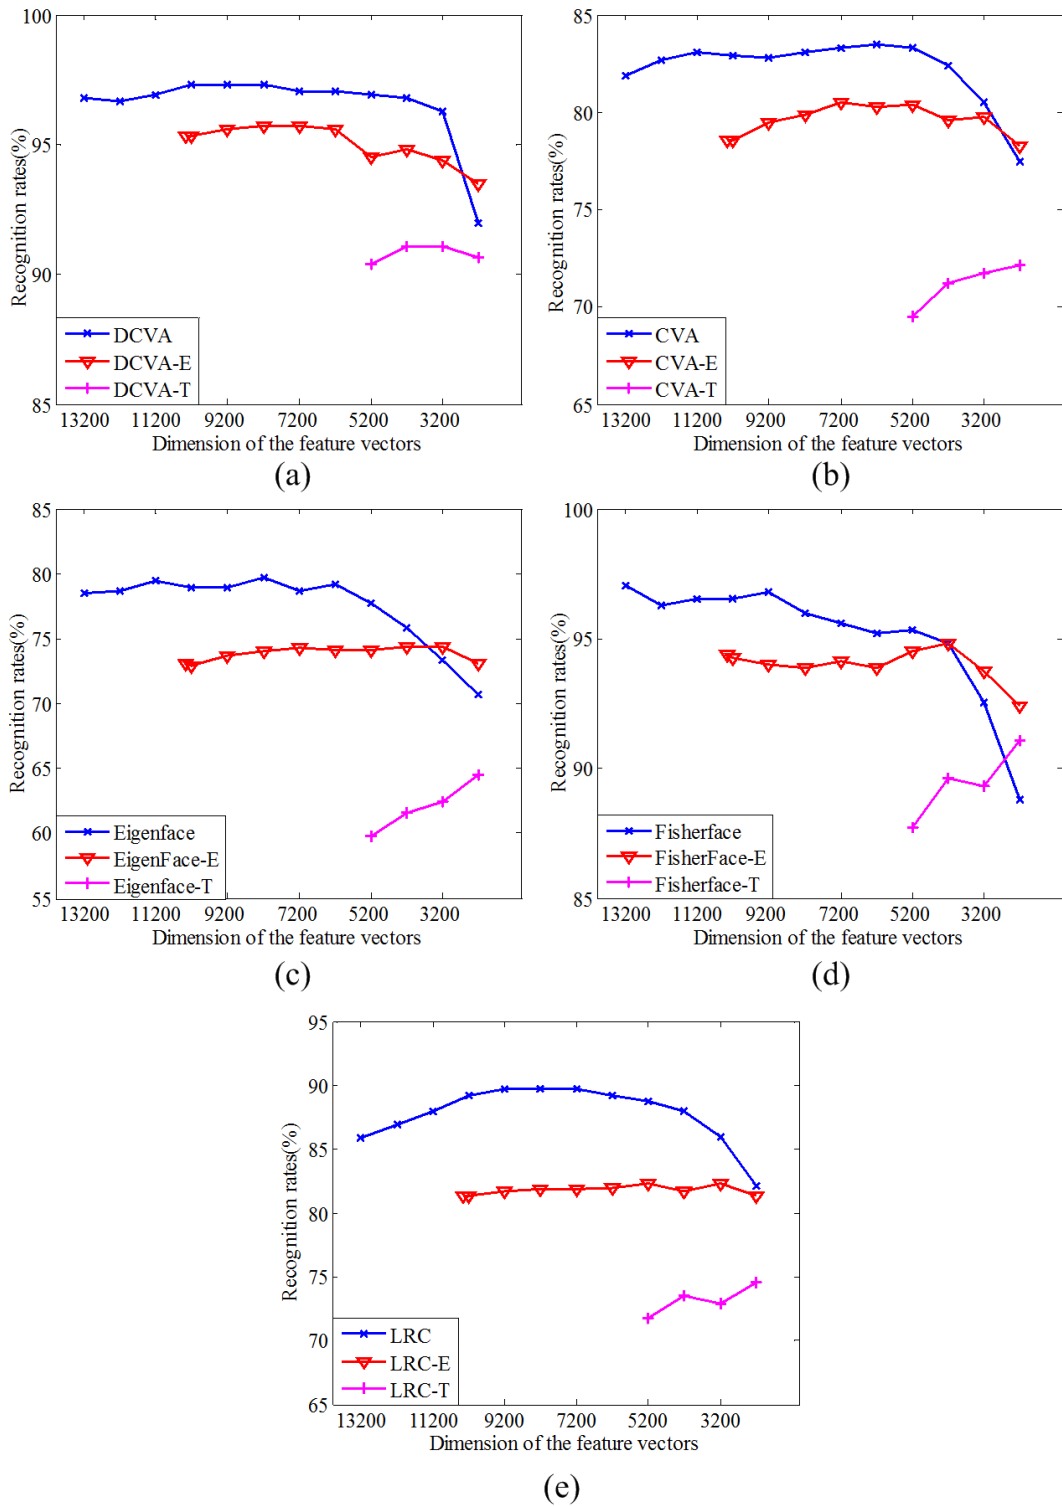 100
95
90
85
Recognition rates(%)
DCVA
DCVA-E
DCVA-T
13200 11200 9200 7200 5200 3200
Dimension of the feature vectors
(a)
85
80
75
70
65
Recognition rates(%)
CVA
CVA-E
CVA-T
13200 11200 9200 7200 5200 3200
Dimension of the feature vectors
(b)
85
80
75
70
65
60
55
Recognition rates(%)
Eigenface
EigenFace-E
Eigenface-T
13200 11200 9200 7200 5200 3200
Dimension of the feature vectors
(c)
100
95
90
85
Recognition rates(%)
Fisherface
FisherFace-E
Fisherface-T
13200 11200 9200 7200 5200 3200
Dimension of the feature vectors
(d)
95
90
85
80
75
70
65
Recognition rates(%)
LRC
LRC-E
LRC-T
13200 11200 9200 7200 5200 3200
Dimension of the feature vectors
(e)